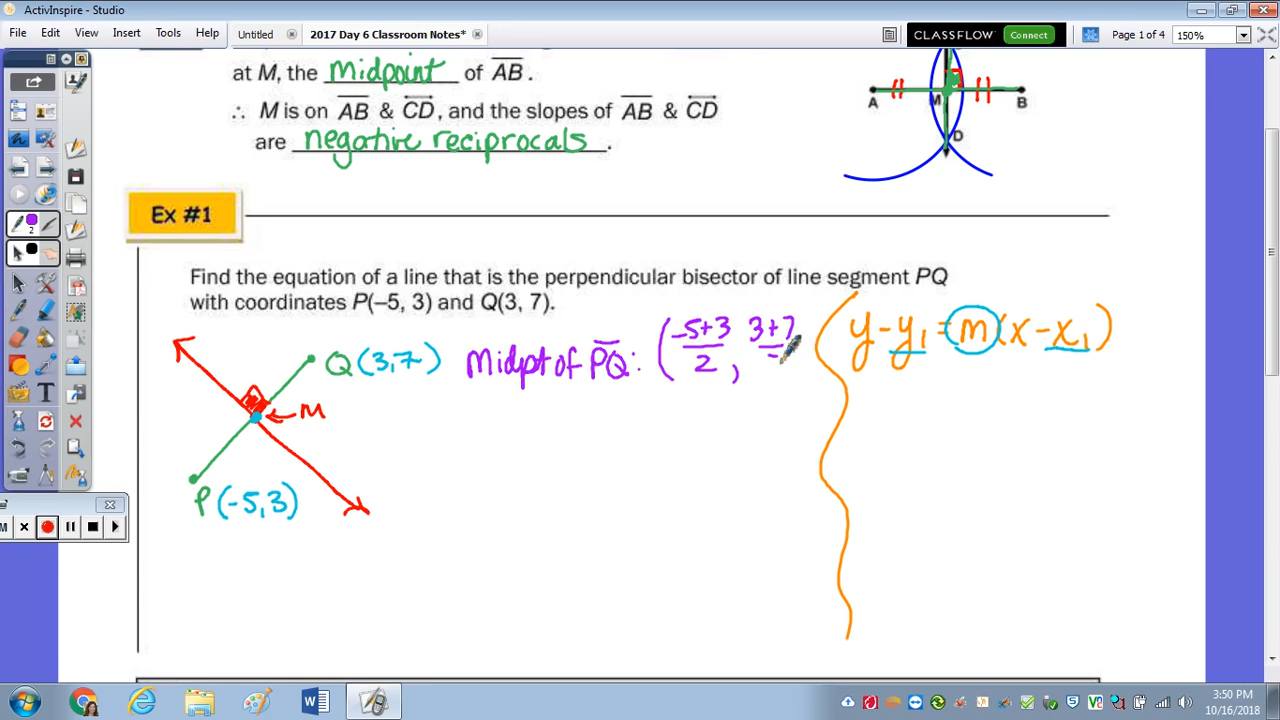 ActivInspire - Studio
File Edit View Insert Tools Help
Untitled
2017 Day 6 Classroom Notes*
CLASSFLOW Connect
Page 1 of 4
150%
at M, the midpoint of AB.
∴ M is on AB & CD, and the slopes of AB & CD
are negative reciprocals.
A M B
D
Ex #1
Find the equation of a line that is the perpendicular bisector of line segment PQ
with coordinates P(–5, 3) and Q(3, 7).
Q (3,7)
Midpt of PQ: (-5+3/2, 3+7
y - y₁ = m(x - x₁)
M
P (-5,3)
2
M
3:50 PM
10/16/2018